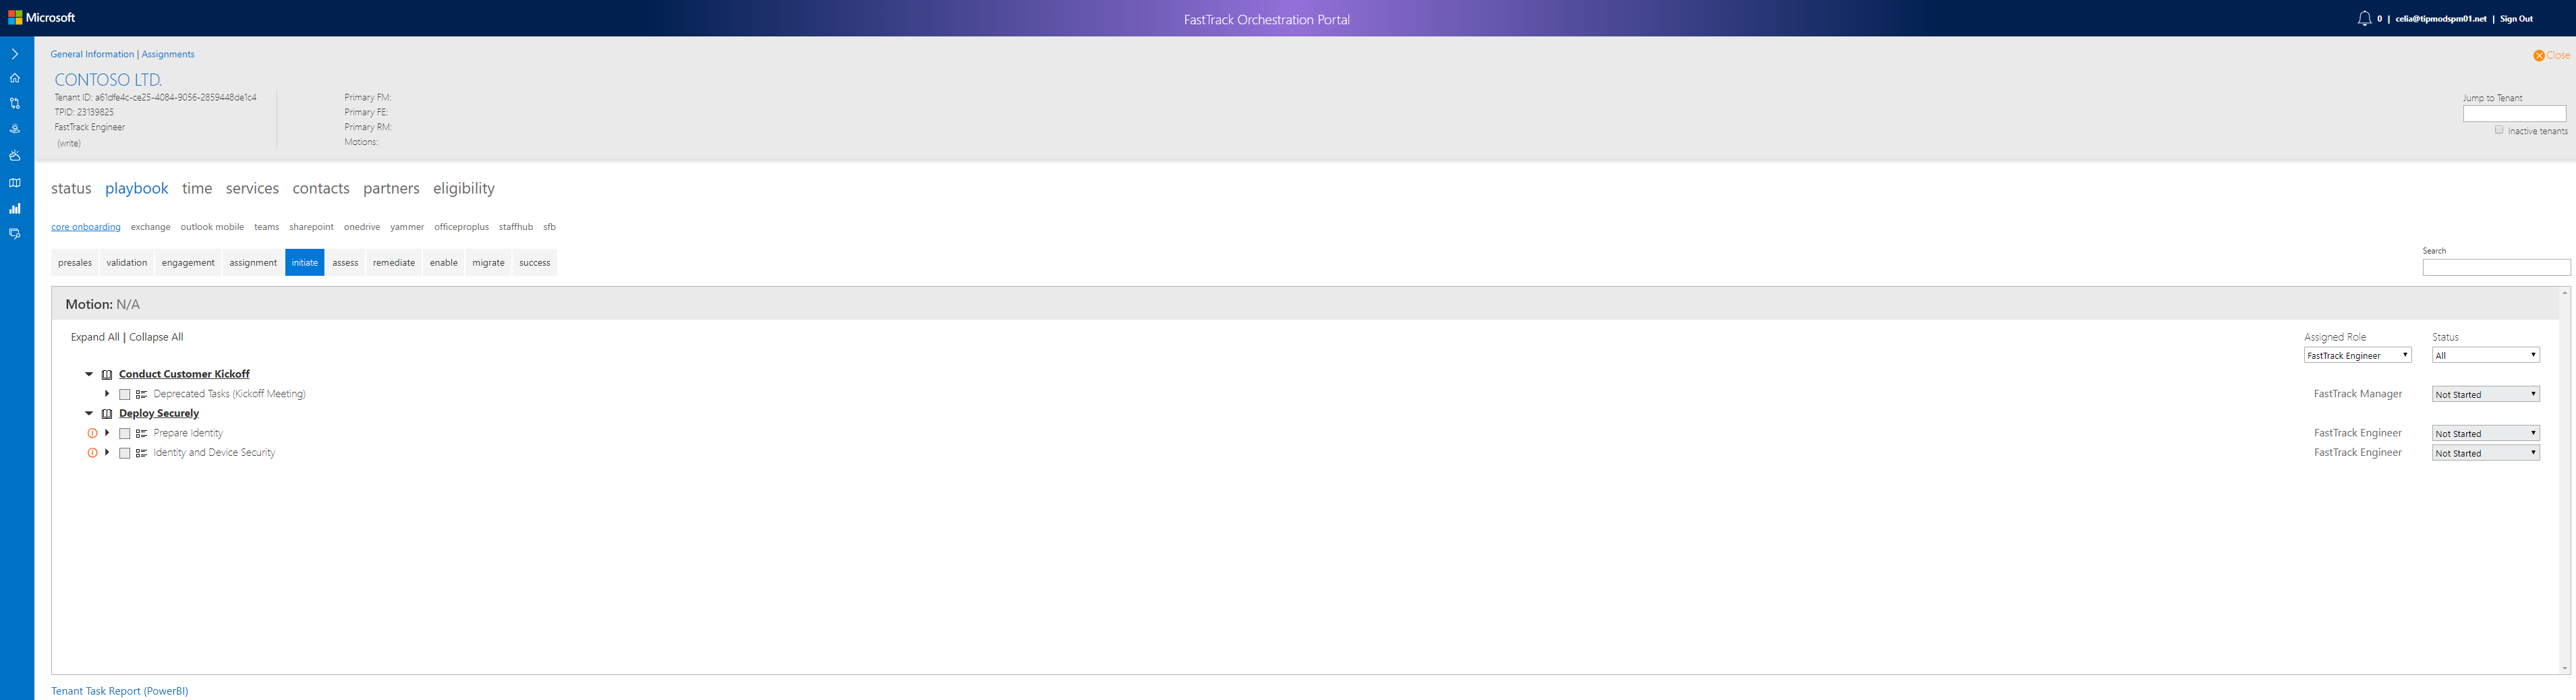 Microsoft
FastTrack Orchestration Portal
0 | celia@tipmodspm01.net | Sign Out
General Information | Assignments
Close
CONTOSO LTD.
Tenant ID: a61dfe4c-ce25-4084-9056-2859448de1c4
TPID: 23139825
FastTrack Engineer
(write)
Primary FM:
Primary FE:
Primary RM:
Motions:
Jump to Tenant
Inactive tenants
status playbook time services contacts partners eligibility
core onboarding exchange outlook mobile teams sharepoint onedrive yammer officeproplus staffhub sfb
presales validation engagement assignment initiate assess remediate enable migrate success
Search
Motion: N/A
Expand All | Collapse All
Assigned Role Status
FastTrack Engineer All
Conduct Customer Kickoff
Deprecated Tasks (Kickoff Meeting) FastTrack Manager Not Started
Deploy Securely
Prepare Identity FastTrack Engineer Not Started
Identity and Device Security FastTrack Engineer Not Started
Tenant Task Report (PowerBI)